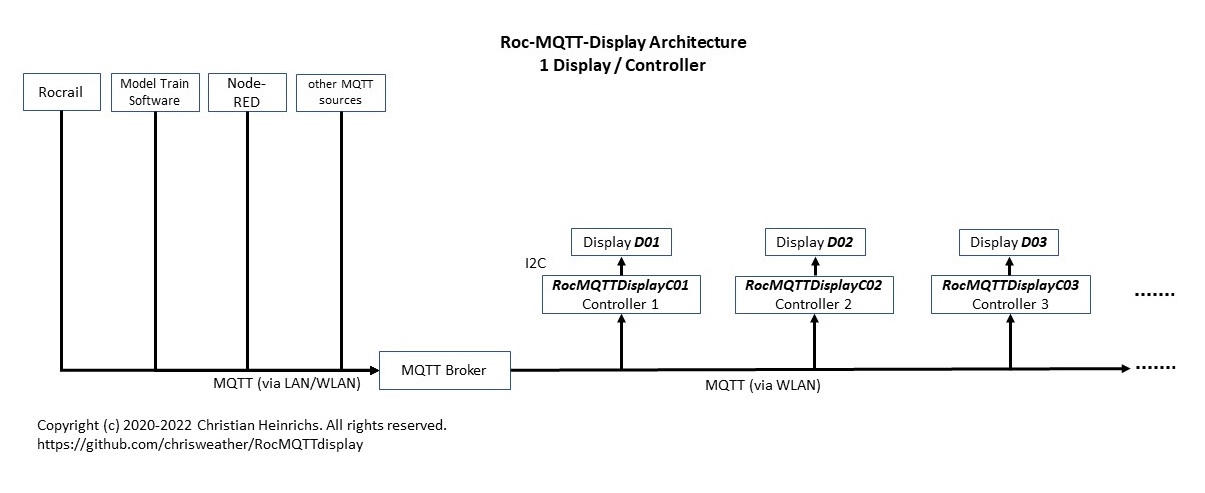 Roc-MQTT-Display Architecture
1 Display / Controller
Rocrail
Model Train
Software
Node-
RED
other MQTT
sources
Display D01
Display D02
Display D03
I2C
RocMQTTDisplayC01
Controller 1
RocMQTTDisplayC02
Controller 2
RocMQTTDisplayC03
Controller 3
.......
MQTT Broker
.......
MQTT (via LAN/WLAN)
MQTT (via WLAN)
Copyright (c) 2020-2022 Christian Heinrichs. All rights reserved.
https://github.com/chrisweather/RocMQTTdisplay